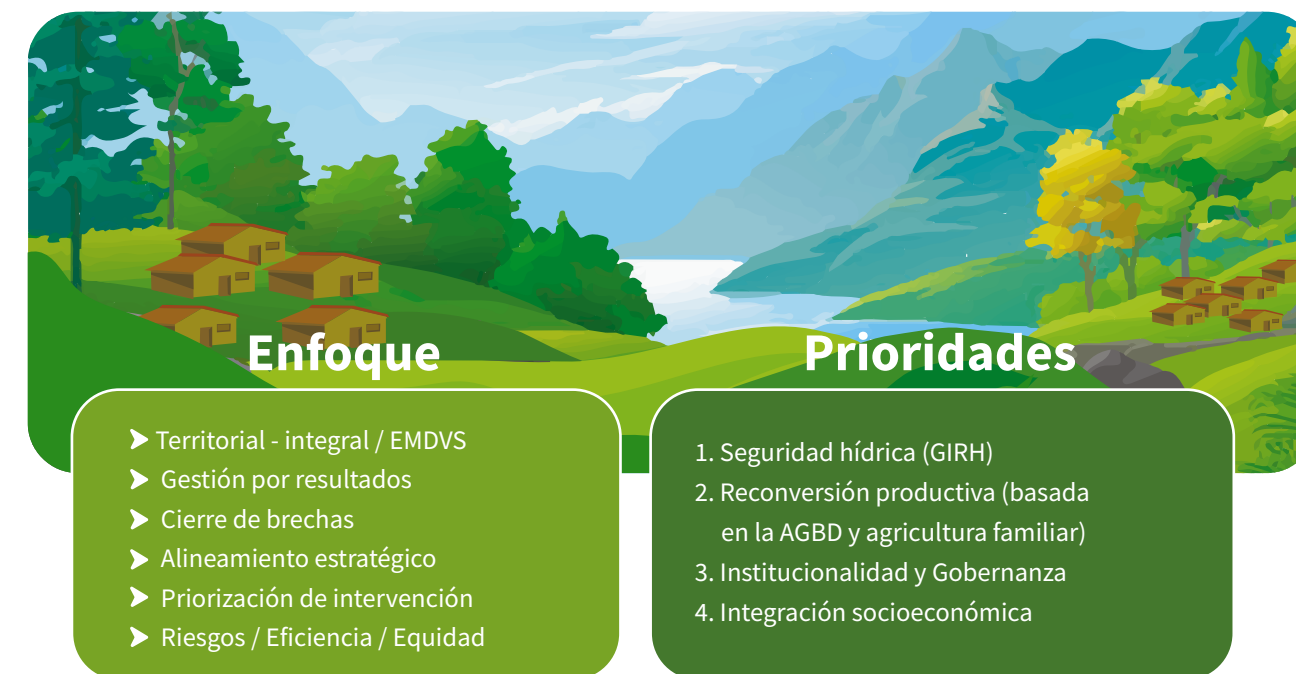 Enfoque
➤ Territorial - integral / EMDVS
➤ Gestión por resultados
➤ Cierre de brechas
➤ Alineamiento estratégico
➤ Priorización de intervención
➤ Riesgos / Eficiencia / Equidad
Prioridades
1. Seguridad hídrica (GIRH)
2. Reconversión productiva (basada
en la AGBD y agricultura familiar)
3. Institucionalidad y Gobernanza
4. Integración socioeconómica